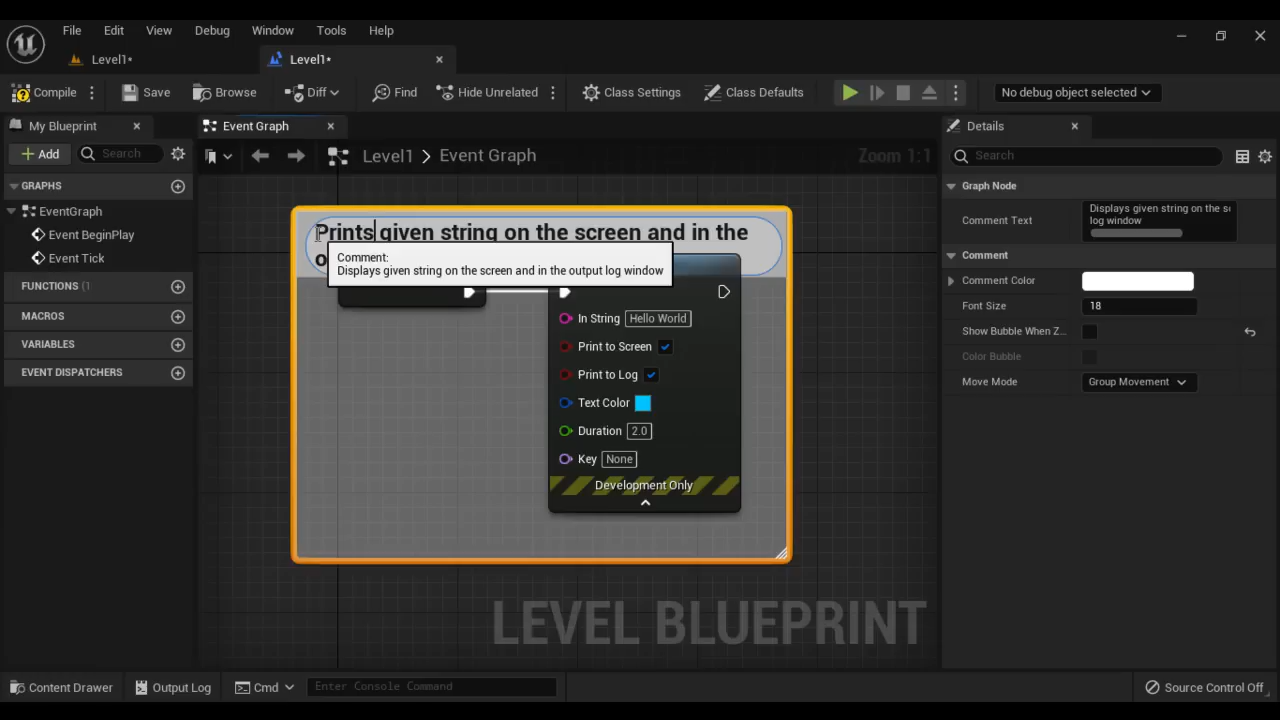 File Edit View Debug Window Tools Help
Level1*
Level1*
Compile
Save
Browse
Diff
Find
Hide Unrelated
Class Settings
Class Defaults
No debug object selected
My Blueprint
Add
Search
GRAPHS
EventGraph
Event BeginPlay
Event Tick
FUNCTIONS (1
MACROS
VARIABLES
EVENT DISPATCHERS
Event Graph
Level1 > Event Graph
Zoom 1:1
Prints given string on the screen and in the
o
Comment:
Displays given string on the screen and in the output log window
In String Hello World
Print to Screen
Print to Log
Text Color
Duration 2.0
Key None
Development Only
LEVEL BLUEPRINT
Details
Search
Graph Node
Comment Text
Displays given string on the s
log window
Comment
Comment Color
Font Size 18
Show Bubble When Z...
Color Bubble
Move Mode Group Movement
Content Drawer
Output Log
Cmd
Enter Console Command
Source Control Off